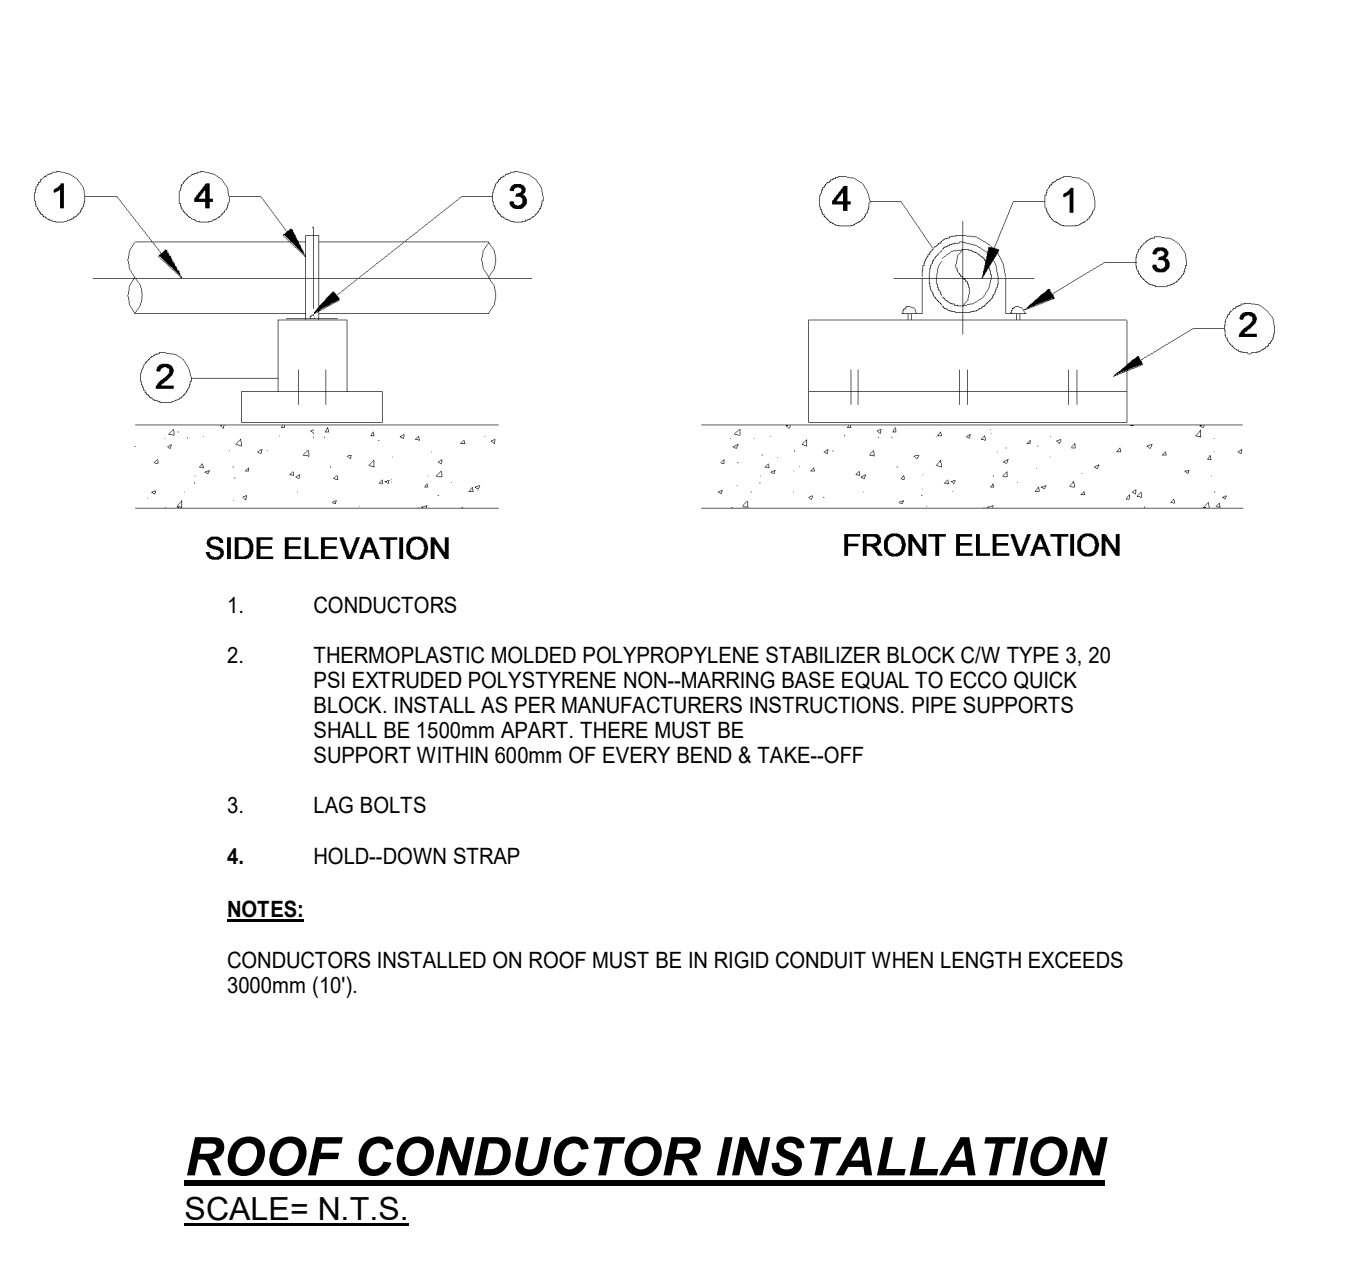 1
4
3
2
4
1
3
2
SIDE ELEVATION
FRONT ELEVATION
1. CONDUCTORS
2. THERMOPLASTIC MOLDED POLYPROPYLENE STABILIZER BLOCK C/W TYPE 3, 20
PSI EXTRUDED POLYSTYRENE NON--MARRING BASE EQUAL TO ECCO QUICK
BLOCK. INSTALL AS PER MANUFACTURERS INSTRUCTIONS. PIPE SUPPORTS
SHALL BE 1500mm APART. THERE MUST BE
SUPPORT WITHIN 600mm OF EVERY BEND & TAKE--OFF
3. LAG BOLTS
4. HOLD--DOWN STRAP
NOTES:
CONDUCTORS INSTALLED ON ROOF MUST BE IN RIGID CONDUIT WHEN LENGTH EXCEEDS
3000mm (10').
ROOF CONDUCTOR INSTALLATION
SCALE= N.T.S.